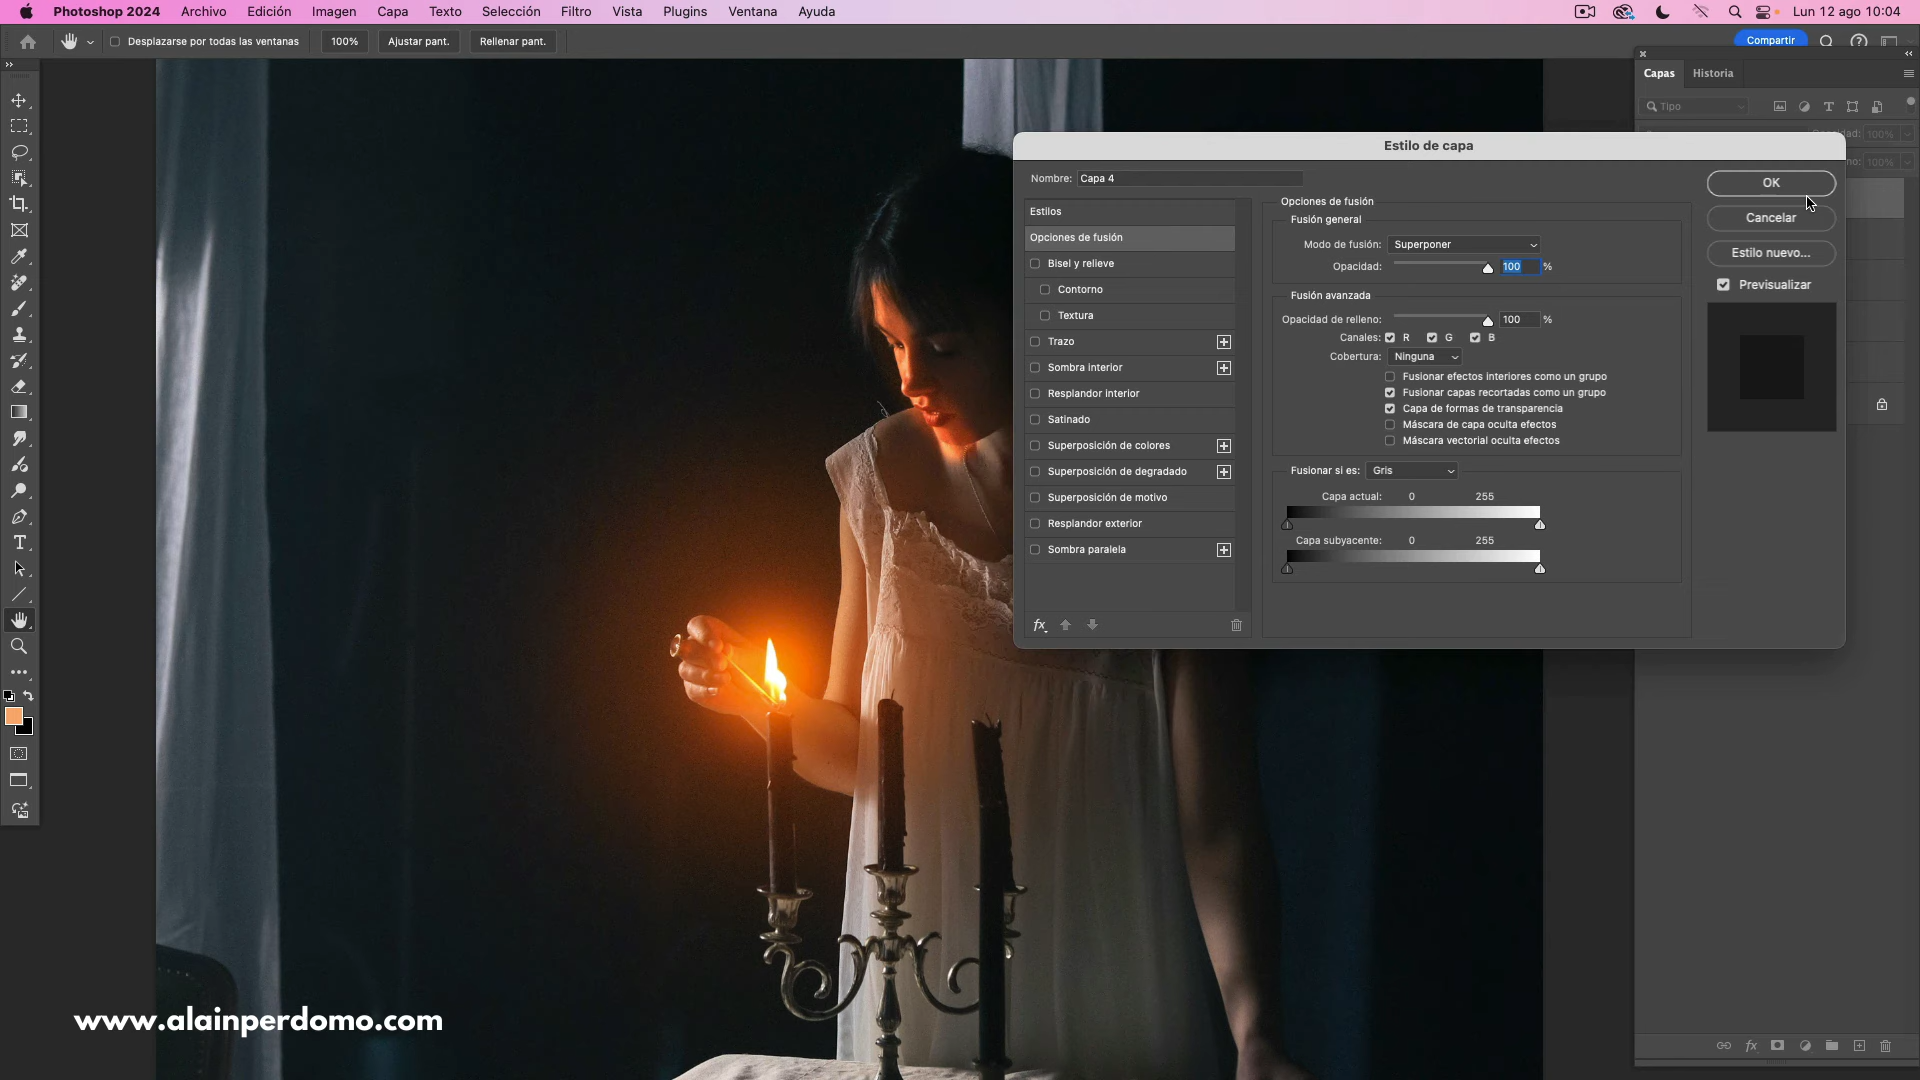 Photoshop 2024 Archivo Edición Imagen Capa Texto Selección Filtro Vista Plugins Ventana Ayuda Lun 12 ago 10:04
Desplazarse por todas las ventanas 100% Ajustar pant. Rellenar pant. Compartir
Capas Historia
Tipo
Opacidad: 100%
100%
Estilo de capa
Nombre: Capa 4
Estilos
Opciones de fusión
Bisel y relieve
Contorno
Textura
Trazo
Sombra interior
Resplandor interior
Satinado
Superposición de colores
Superposición de degradado
Superposición de motivo
Resplandor exterior
Sombra paralela
fx
Opciones de fusión
Fusión general
Modo de fusión: Superponer
Opacidad: 100 %
Fusión avanzada
Opacidad de relleno: 100 %
Canales: R G B
Cobertura: Ninguna
Fusionar efectos interiores como un grupo
Fusionar capas recortadas como un grupo
Capa de formas de transparencia
Máscara de capa oculta efectos
Máscara vectorial oculta efectos
Fusionar si es: Gris
Capa actual: 0 255
Capa subyacente: 0 255
OK
Cancelar
Estilo nuevo...
Previsualizar
fx
www.alainperdomo.com